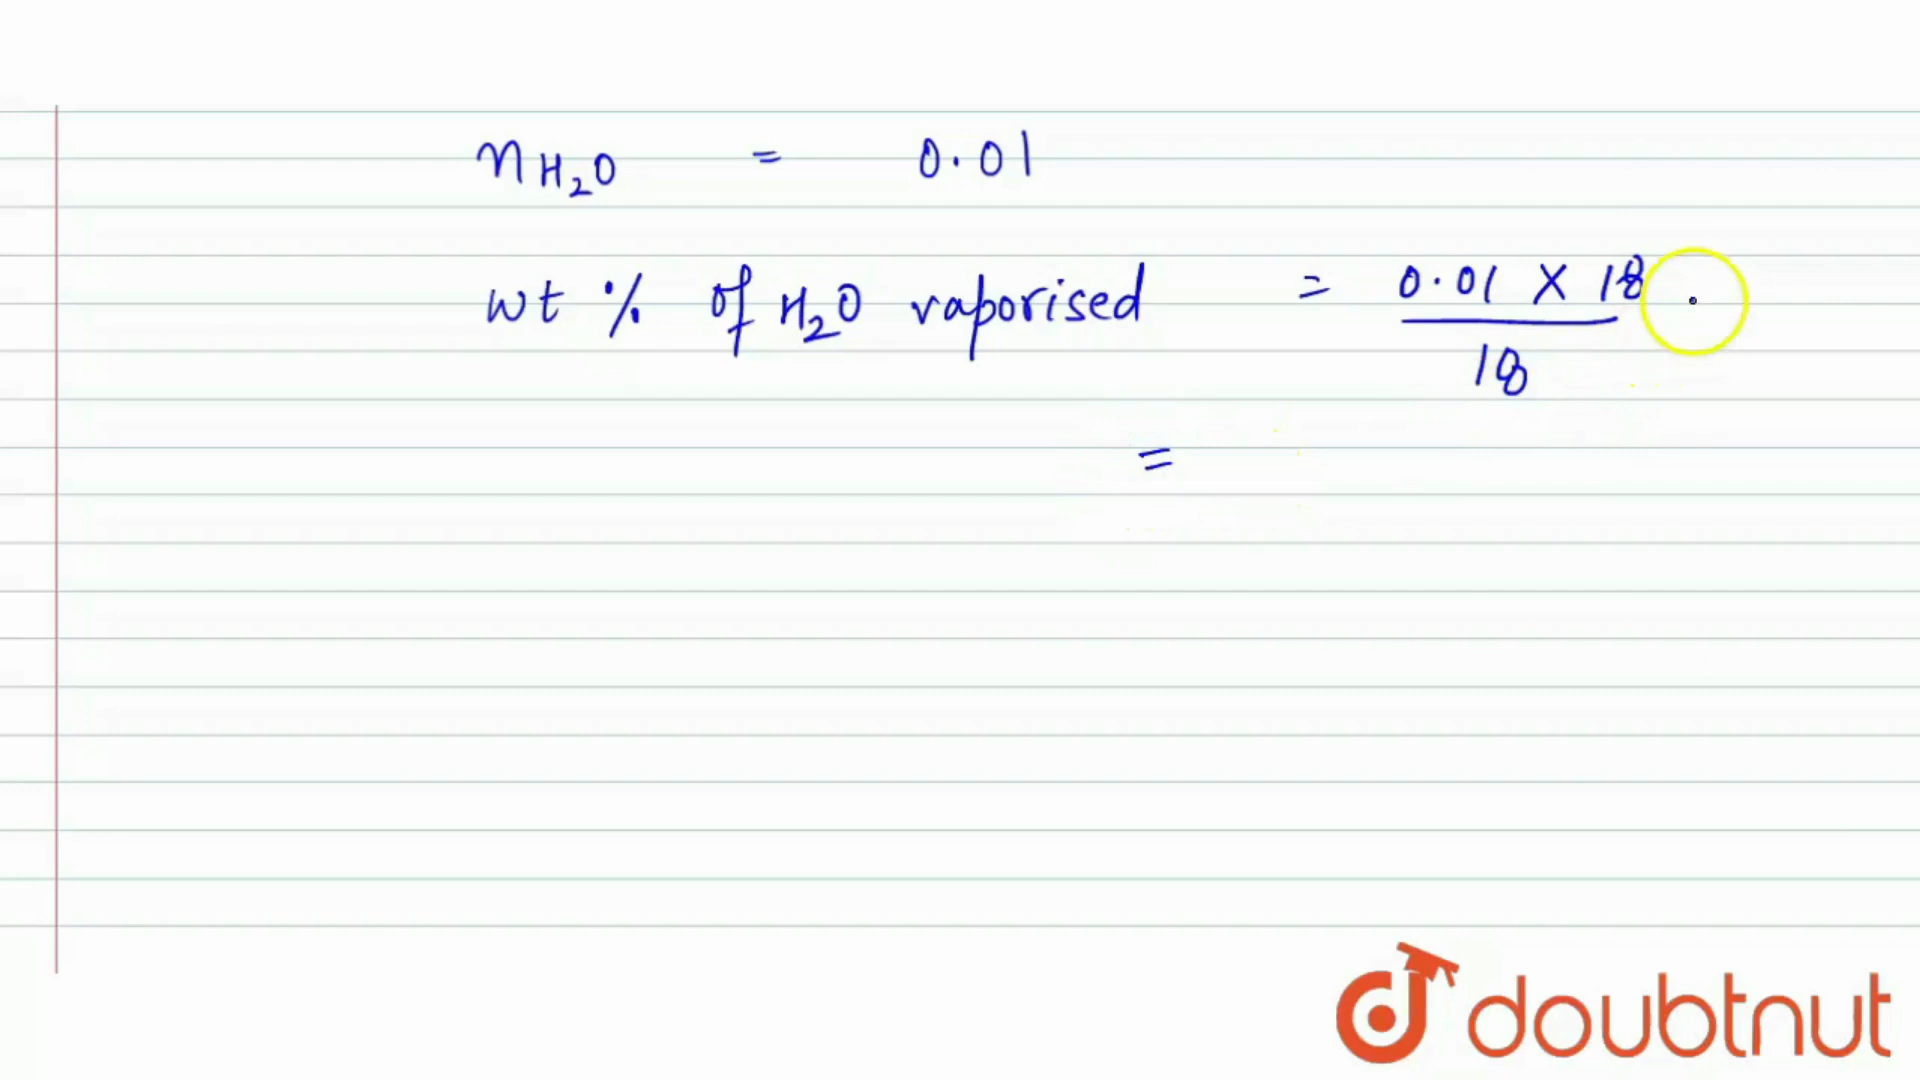 nH₂O = 0.01
wt % of H₂O vaporised = 0.01 × 18
18
=
doubtnut